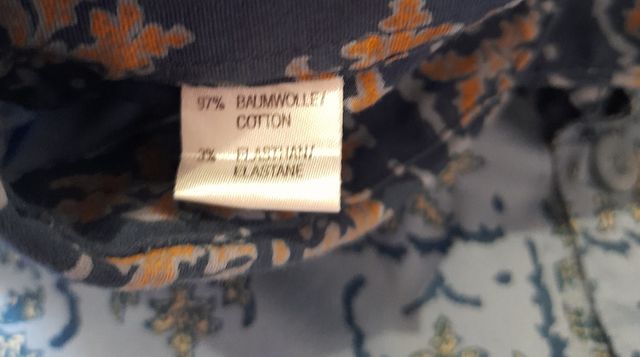 97% BAUMWOLLE/
COTTON
3% ELASTHAN/
ELASTANE